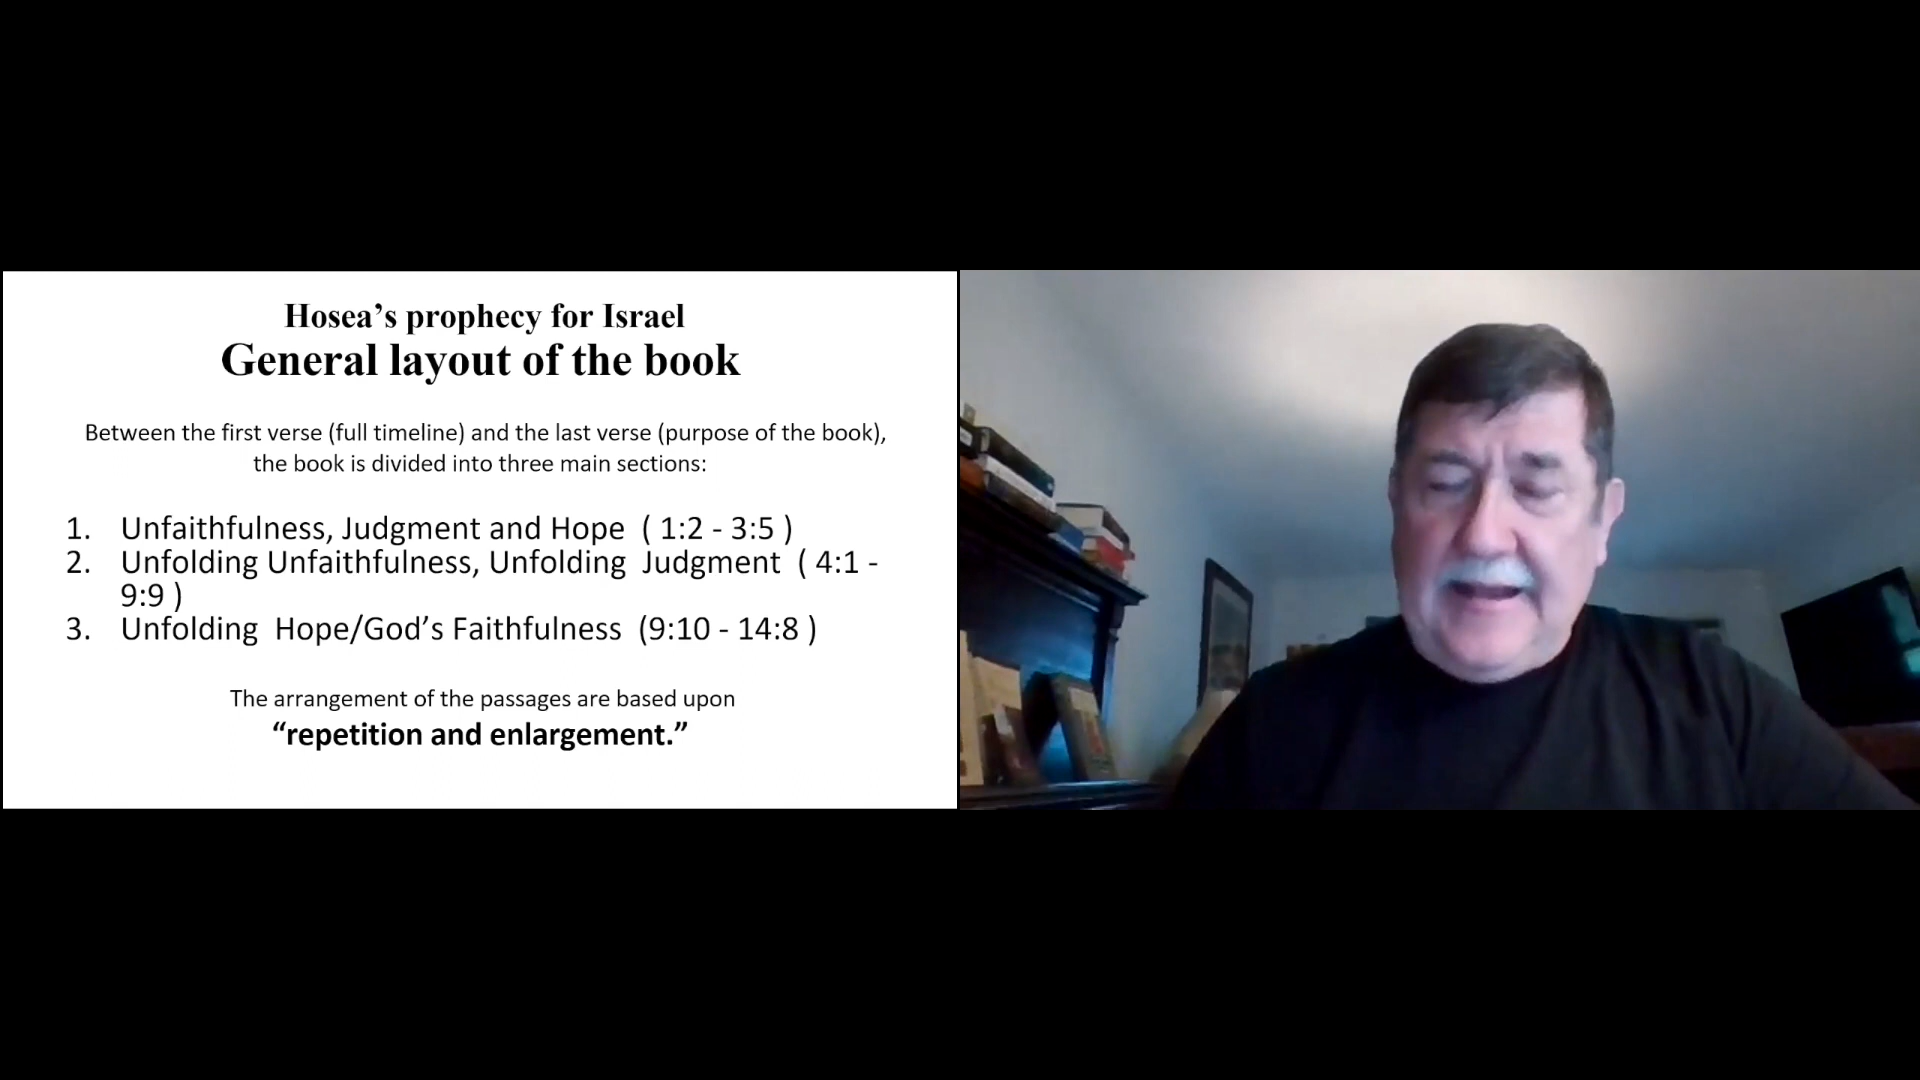 Hosea’s prophecy for Israel
General layout of the book
Between the first verse (full timeline) and the last verse (purpose of the book),
the book is divided into three main sections:
1. Unfaithfulness, Judgment and Hope ( 1:2 - 3:5 )
2. Unfolding Unfaithfulness, Unfolding Judgment ( 4:1 -
9:9 )
3. Unfolding Hope/God’s Faithfulness (9:10 - 14:8 )
The arrangement of the passages are based upon
“repetition and enlargement.”